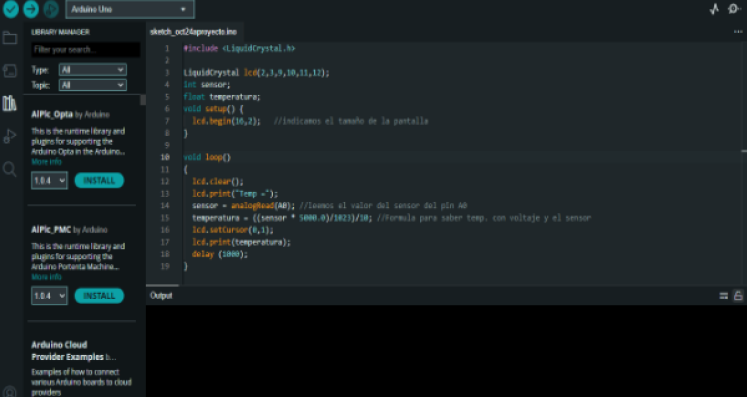 Arduino Uno
LIBRARY MANAGER
Filter your search...
Type: All
Topic: All
AIPlc_Opta by Arduino
This is the runtime library and
plugins for supporting the
Arduino Opta in the Arduino...
More info
1.0.4 INSTALL
AIPlc_PMC by Arduino
This is the runtime library and
plugins for supporting the
Arduino Portenta Machine...
More info
1.0.4 INSTALL
Arduino Cloud
Provider Examples b...
Examples of how to connect
various Arduino boards to cloud
providers
sketch_oct24aproyecto.ino
1 #include <LiquidCrystal.h>
2
3 LiquidCrystal lcd(2,3,9,10,11,12);
4 int sensor;
5 float temperatura;
6 void setup() {
7 lcd.begin(16,2); //indicamos el tamaño de la pantalla
8 }
9
10 void loop()
11 {
12 lcd.clear();
13 lcd.print("Temp =");
14 sensor = analogRead(A0); //leemos el valor del sensor del pin A0
15 temperatura = ((sensor * 5000.0)/1023)/10; //Formula para saber temp. con voltaje y el sensor
16 lcd.setCursor(0,1);
17 lcd.print(temperatura);
18 delay (1000);
19 }
Output